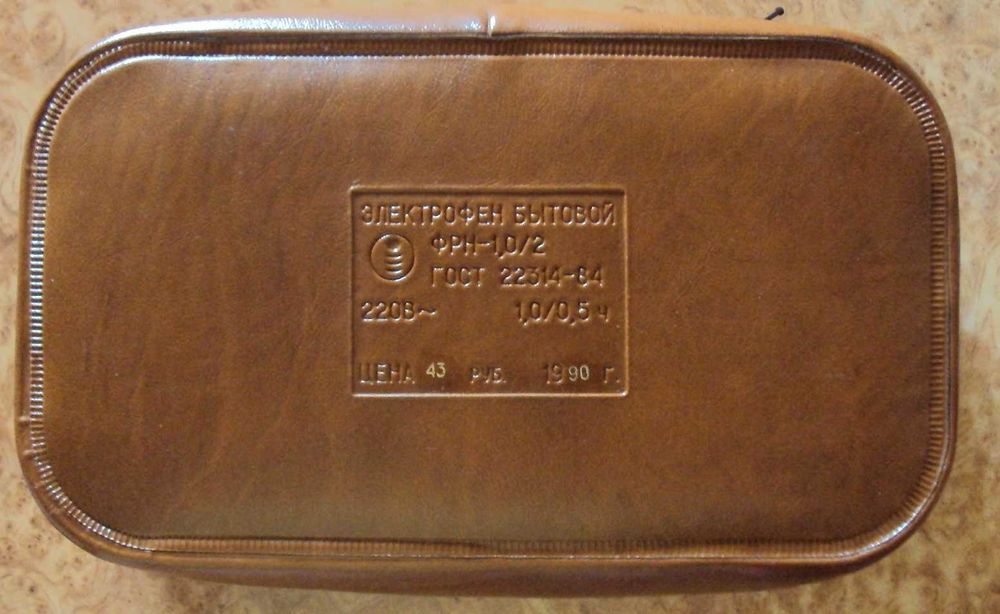 ЭЛЕКТРОФЕН БЫТОВОЙ
ФРН-1,0/2
ГОСТ 22314-84
220В~ 1,0/0,5 ч
ЦЕНА 43 РУБ. 1990 г.